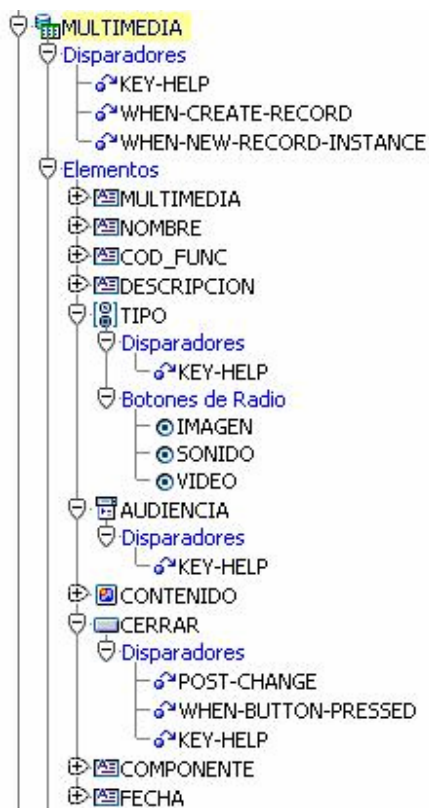 MULTIMEDIA
Disparadores
KEY-HELP
WHEN-CREATE-RECORD
WHEN-NEW-RECORD-INSTANCE
Elementos
MULTIMEDIA
NOMBRE
COD_FUNC
DESCRIPCION
TIPO
Disparadores
KEY-HELP
Botones de Radio
IMAGEN
SONIDO
VIDEO
AUDIENCIA
Disparadores
KEY-HELP
CONTENIDO
CERRAR
Disparadores
POST-CHANGE
WHEN-BUTTON-PRESSED
KEY-HELP
COMPONENTE
FECHA